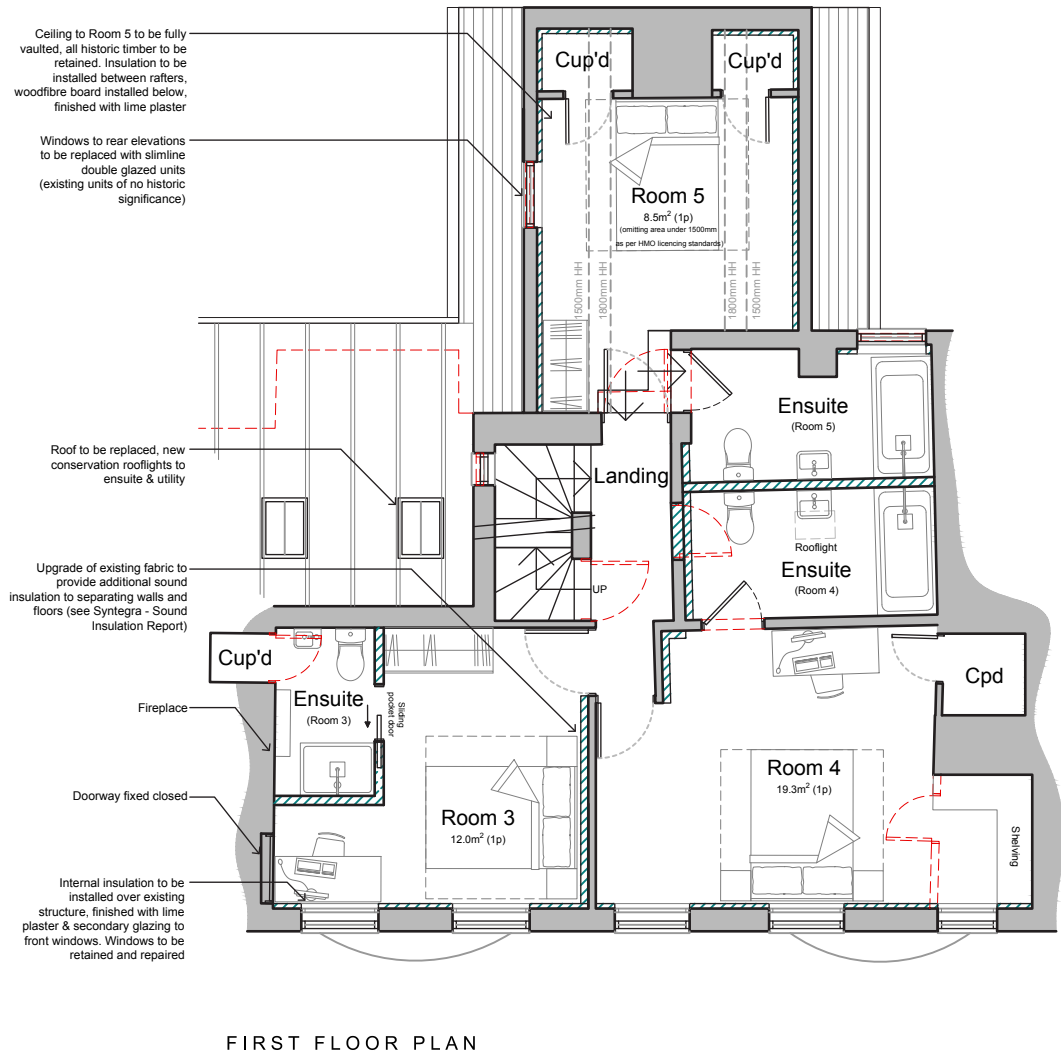 Ceiling to Room 5 to be fully
vaulted, all historic timber to be
retained. Insulation to be
installed between rafters,
woodfibre board installed below,
finished with lime plaster
Windows to rear elevations
to be replaced with slimline
double glazed units
(existing units of no historic
significance)
Roof to be replaced, new
conservation rooflights to
ensuite & utility
Upgrade of existing fabric to
provide additional sound
insulation to separating walls and
floors (see Syntegra - Sound
Insulation Report)
Fireplace
Doorway fixed closed
Internal insulation to be
installed over existing
structure, finished with lime
plaster & secondary glazing to
front windows. Windows to be
retained and repaired
Cup'd
Cup'd
Room 5
8.5m² (1p)
(omitting area under 1500mm
as per HMO licencing standards)
1500mm HH
1800mm HH
1800mm HH
1500mm HH
Ensuite
(Room 5)
Landing
UP
Rooflight
Ensuite
(Room 4)
Cup'd
Ensuite
(Room 3)
Sliding
pocket door
Room 3
12.0m² (1p)
Room 4
19.3m² (1p)
Cpd
Shelving
FIRST FLOOR PLAN